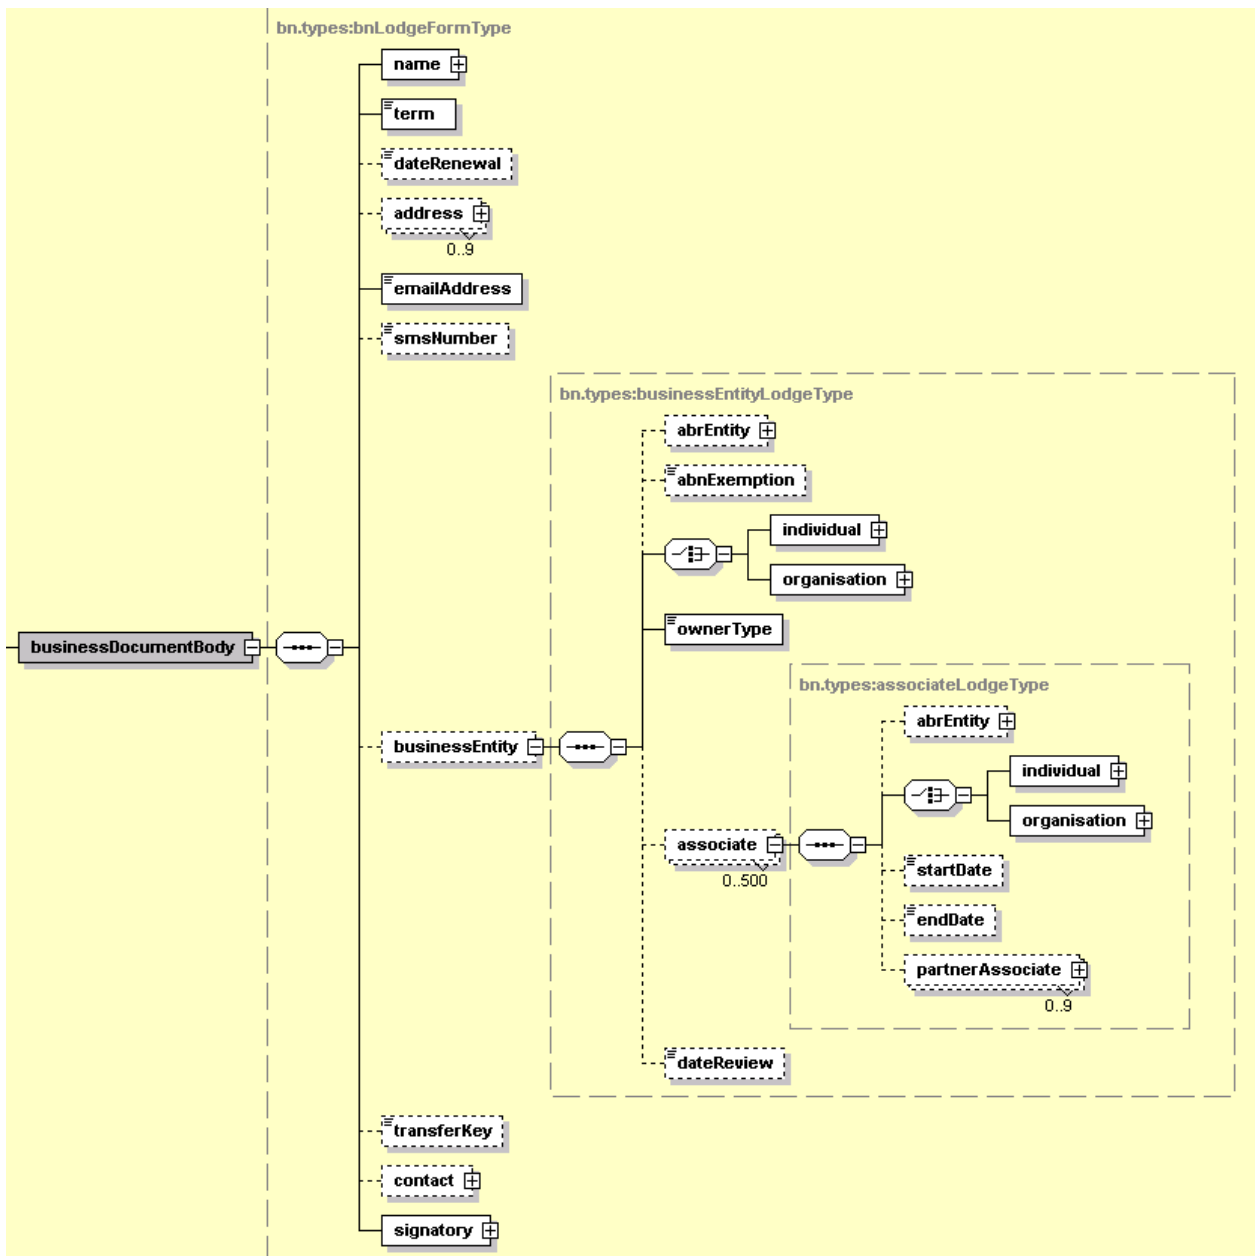 bn.types:bnLodgeFormType
name
term
dateRenewal
address
0..9
emailAddress
smsNumber
bn.types:businessEntityLodgeType
abrEntity
abnExemption
individual
organisation
ownerType
businessDocumentBody
bn.types:associateLodgeType
abrEntity
businessEntity
individual
organisation
associate
0..500
startDate
endDate
partnerAssociate
0..9
dateReview
transferKey
contact
signatory